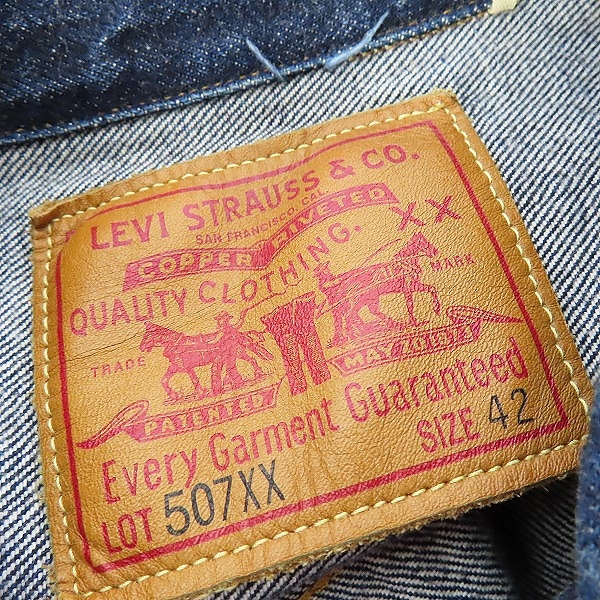 LEVI STRAUSS & CO.
SAN FRANCISCO, CAL.
COPPER RIVETED
XX
QUALITY CLOTHING.
TRADE MARK
PATENTED MAY 20 1873
Every Garment Guaranteed
LOT 507XX SIZE 42